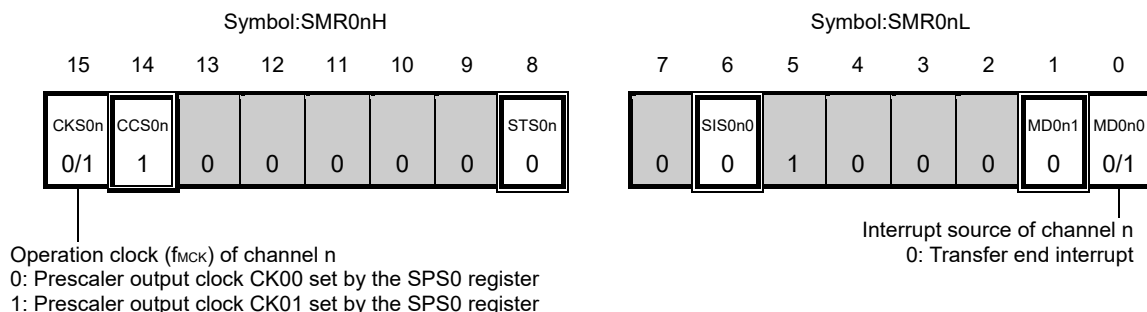 Symbol:SMR0nH
Symbol:SMR0nL
15 14 13 12 11 10 9 8
7 6 5 4 3 2 1 0
CKS0n CCS0n STS0n
SIS0n0 MD0n1 MD0n0
0/1 1 0 0 0 0 0 0
0 0 1 0 0 0 0 0/1
Operation clock (fMCK) of channel n
0: Prescaler output clock CK00 set by the SPS0 register
1: Prescaler output clock CK01 set by the SPS0 register
Interrupt source of channel n
0: Transfer end interrupt